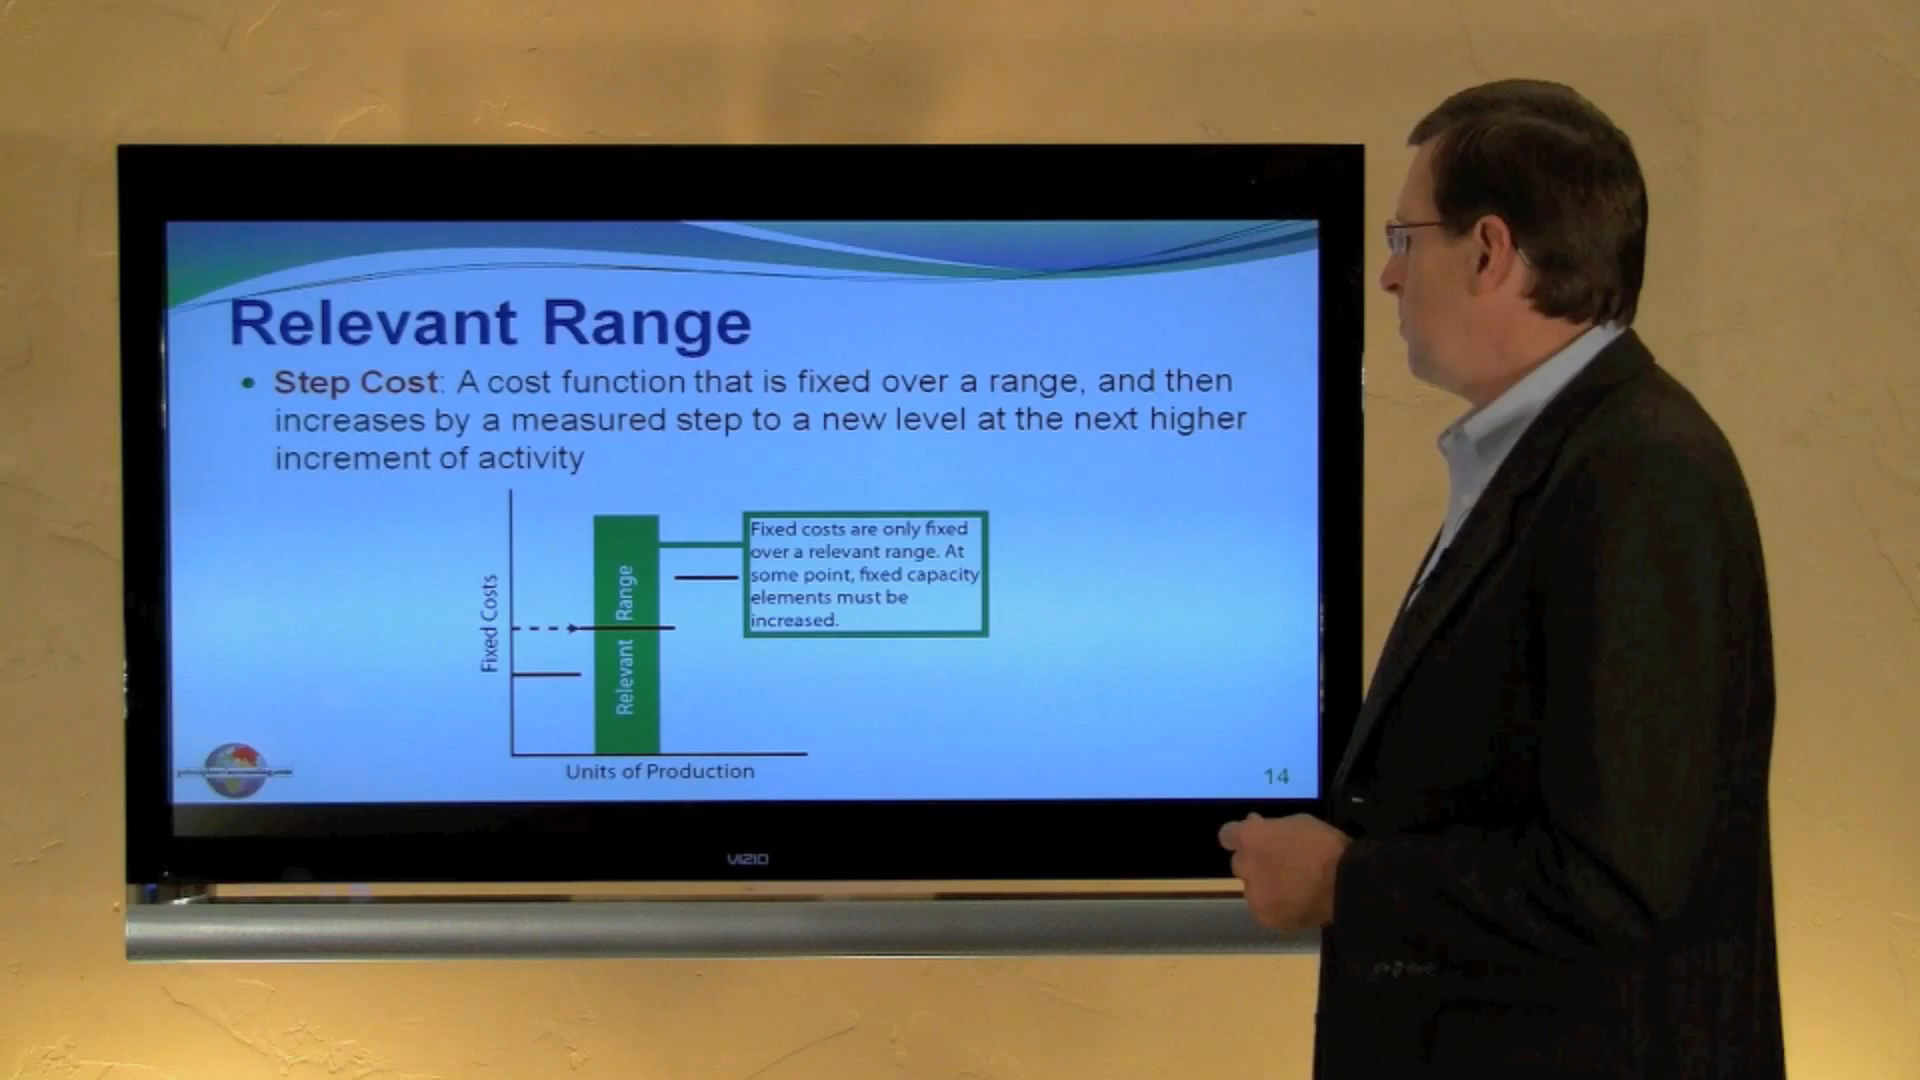 Relevant Range
• Step Cost: A cost function that is fixed over a range, and then
increases by a measured step to a new level at the next higher
increment of activity
Fixed costs are only fixed
over a relevant range. At
some point, fixed capacity
elements must be
increased.
Fixed Costs
Relevant Range
Units of Production
14
VIZIO